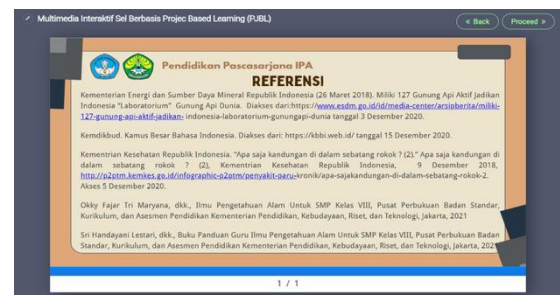 Multimedia Interaktif Sel Berbasis Projec Based Learning (PJBL)
« Back
Proceed »
Pendidikan Pascasarjana IPA
REFERENSI
Kementerian Energi dan Sumber Daya Mineral Republik Indonesia (26 Maret 2018). Miliki 127 Gunung Api Aktif Jadikan
Indonesia "Laboratorium" Gunung Api Dunia. Diakses dari:https://www.esdm.go.id/id/media-center/arsipberita/miliki-
127-gunung-api-aktif-jadikan- indonesia-laboratorium-gunungapi-dunia tanggal 3 Desember 2020.
Kemdikbud. Kamus Besar Bahasa Indonesia. Diakses dari: https://kbbi.web.id/ tanggal 15 Desember 2020.
Kementrian Kesehatan Republik Indonesia. "Apa saja kandungan di dalam sebatang rokok ? (2)." Apa saja kandungan di
dalam sebatang rokok ? (2), Kementrian Kesehatan Republik Indonesia, 9 Desember 2018,
http://p2ptm.kemkes.go.id/infographic-p2ptm/penyakit-paru-kronik/apa-sajakandungan-di-dalam-sebatang-rokok-2.
Akses 5 Desember 2020.
Okky Fajar Tri Maryana, dkk., Ilmu Pengetahuan Alam Untuk SMP Kelas VIII, Pusat Perbukuan Badan Standar,
Kurikulum, dan Asesmen Pendidikan Kementerian Pendidikan, Kebudayaan, Riset, dan Teknologi, Jakarta, 2021
Sri Handayani Lestari, dkk., Buku Panduan Guru Ilmu Pengetahuan Alam Untuk SMP Kelas VIII, Pusat Perbukuan Badan
Standar, Kurikulum, dan Asesmen Pendidikan Kementerian Pendidikan, Kebudayaan, Riset, dan Teknologi, Jakarta, 2021
1 / 1